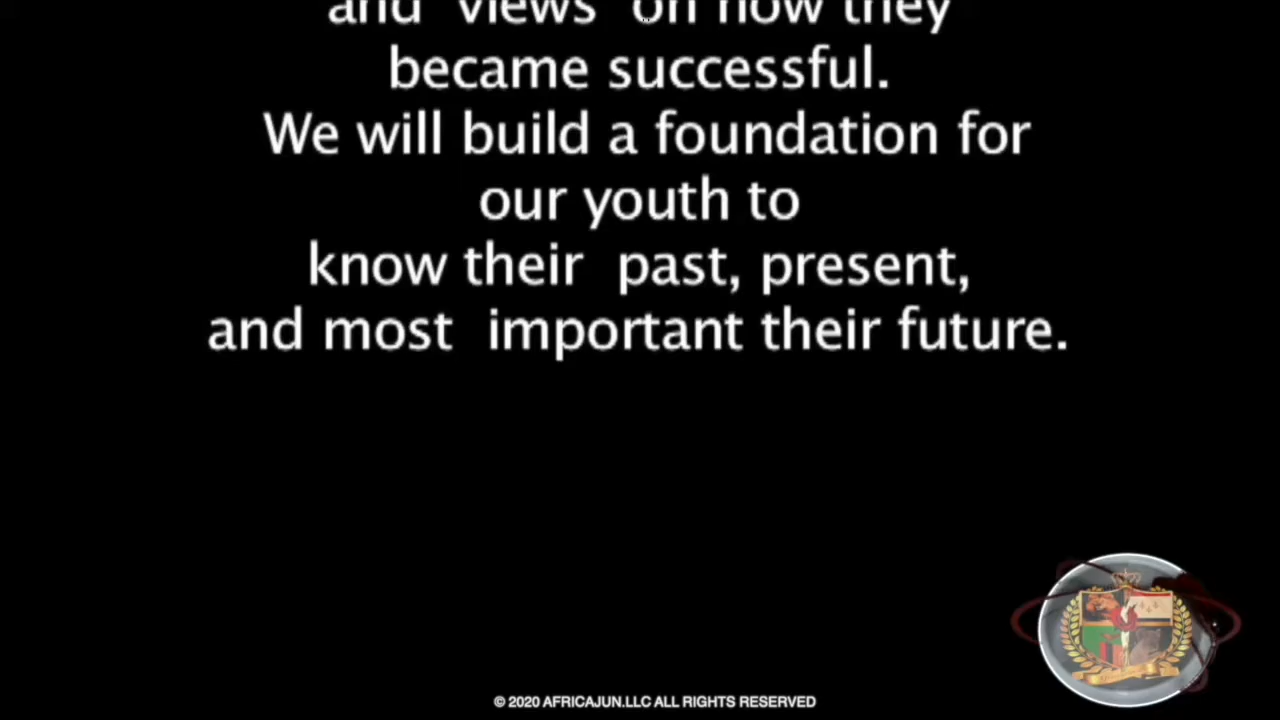 and views on how they
became successful.
We will build a foundation for
our youth to
know their past, present,
and most important their future.
© 2020 AFRICAJUN.LLC ALL RIGHTS RESERVED